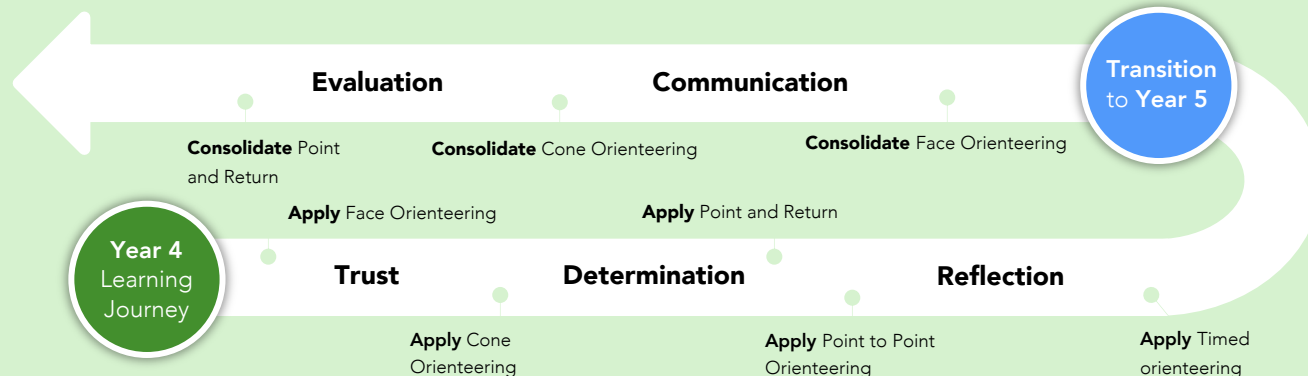 Evaluation
Communication
Transition
to Year 5
Consolidate Point
and Return
Consolidate Cone Orienteering
Consolidate Face Orienteering
Apply Face Orienteering
Apply Point and Return
Year 4
Learning
Journey
Trust
Determination
Reflection
Apply Cone
Orienteering
Apply Point to Point
Orienteering
Apply Timed
orienteering